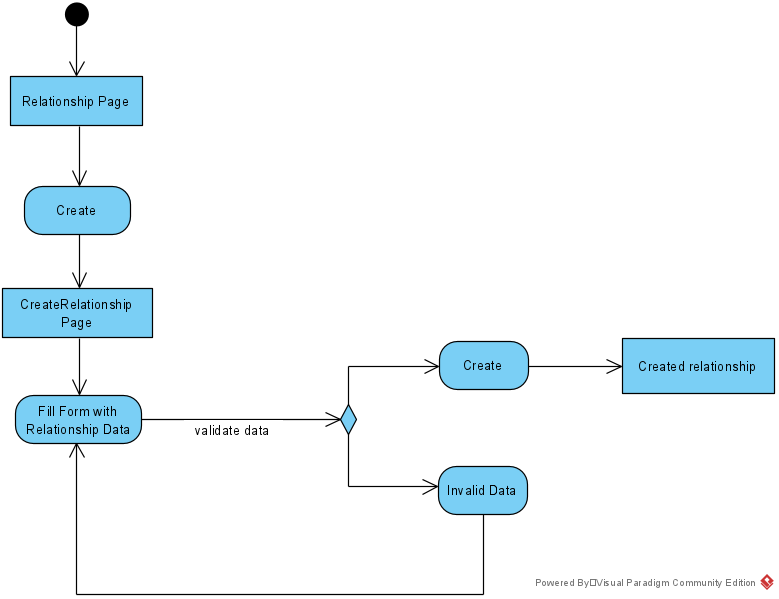 Relationship Page
Create
CreateRelationship
Page
Fill Form with
Relationship Data
validate data
Create
Created relationship
Invalid Data
Powered By□Visual Paradigm Community Edition